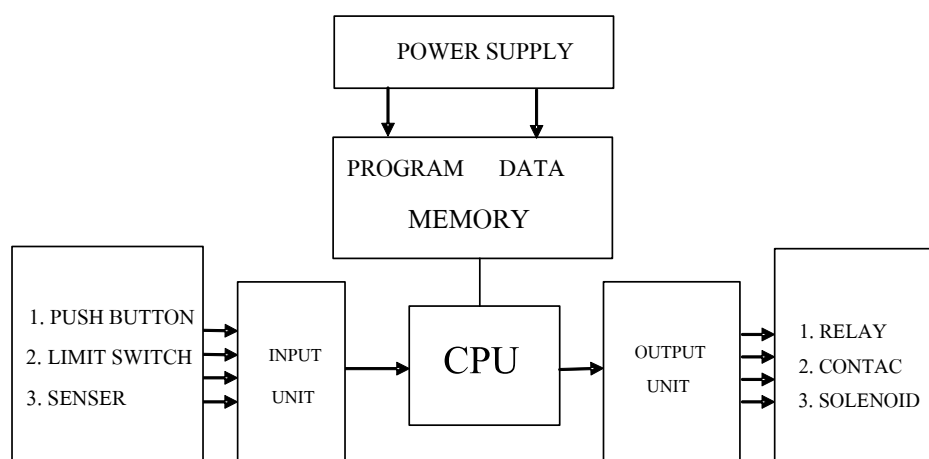 POWER SUPPLY
PROGRAM DATA
MEMORY
1. PUSH BUTTON
2. LIMIT SWITCH
3. SENSER
INPUT
UNIT
CPU
OUTPUT
UNIT
1. RELAY
2. CONTAC
3. SOLENOID